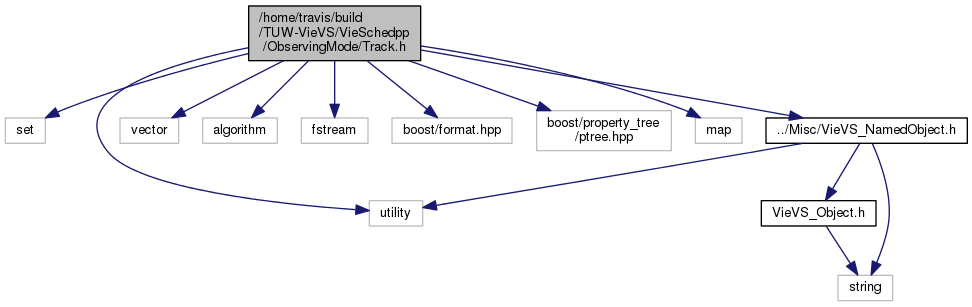 /home/travis/build
/TUW-VieVS/VieSchedpp
/ObservingMode/Track.h
set
vector
algorithm
fstream
boost/format.hpp
boost/property_tree
/ptree.hpp
map
../Misc/VieVS_NamedObject.h
utility
VieVS_Object.h
string